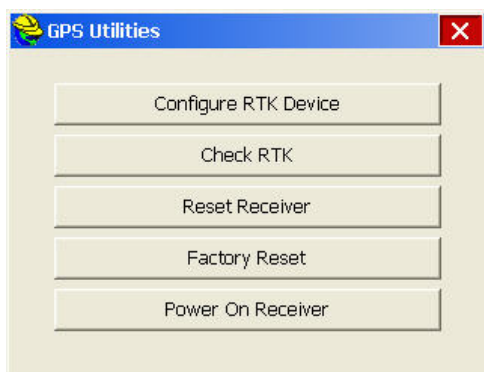 GPS Utilities
Configure RTK Device
Check RTK
Reset Receiver
Factory Reset
Power On Receiver